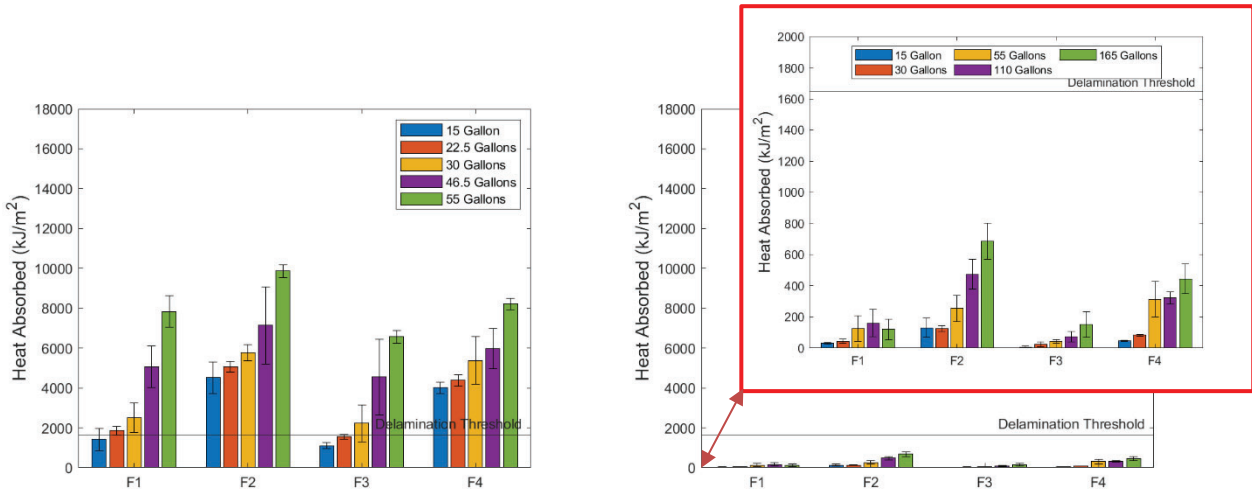 18000
16000
14000
12000
10000
8000
6000
4000
2000
0
Heat Absorbed (kJ/m²)
15 Gallon
22.5 Gallons
30 Gallons
46.5 Gallons
55 Gallons
Delamination Threshold
F1 F2 F3 F4
18000
16000
14000
12000
10000
8000
6000
4000
2000
0
Heat Absorbed (kJ/m²)
Delamination Threshold
F1 F2 F3 F4
2000
1800
1600
1400
1200
1000
800
600
400
200
0
Heat Absorbed (kJ/m²)
15 Gallon 55 Gallons 165 Gallons
30 Gallons 110 Gallons
Delamination Threshold
F1 F2 F3 F4